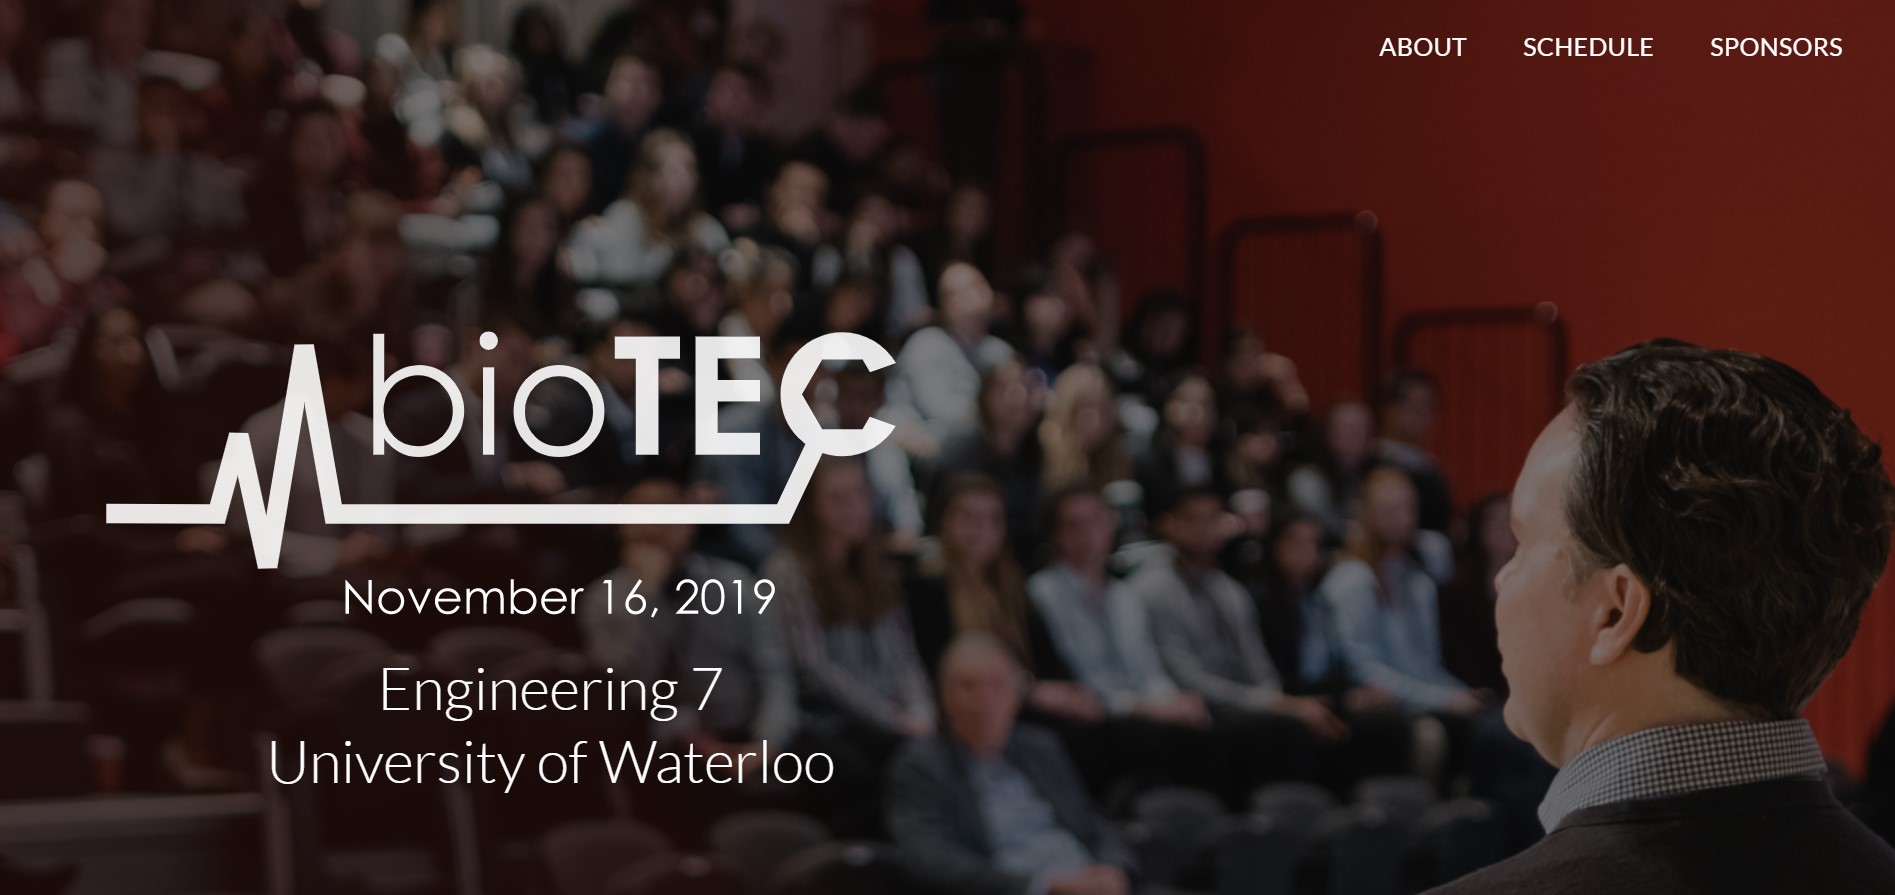 ABOUT SCHEDULE SPONSORS
bioTEC
November 16, 2019
Engineering 7
University of Waterloo